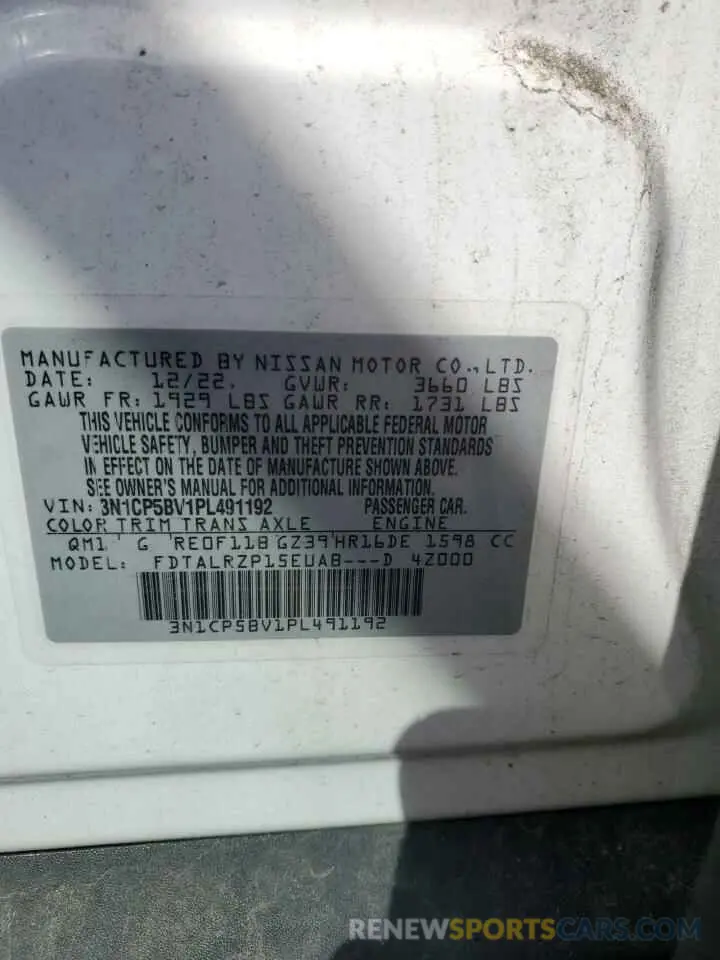 MANUFACTURED BY NISSAN MOTOR CO., LTD.
DATE: 12/22. GVWR: 3660 LBS
GAWR FR: 1929 LBS GAWR RR: 1731 LBS
THIS VEHICLE CONFORMS TO ALL APPLICABLE FEDERAL MOTOR
VEHICLE SAFETY, BUMPER AND THEFT PREVENTION STANDARDS
IN EFFECT ON THE DATE OF MANUFACTURE SHOWN ABOVE.
SEE OWNER'S MANUAL FOR ADDITIONAL INFORMATION.
VIN: 3N1CP5BV1PL491192 PASSENGER CAR.
COLOR TRIM TRANS AXLE ENGINE
QM1 G RE0F11B GZ39 HR16DE 1598 CC
MODEL: FDTALRZP15EUAB---D 4Z000
3N1CP5BV1PL491192
RENEWSPORTSCARS.COM